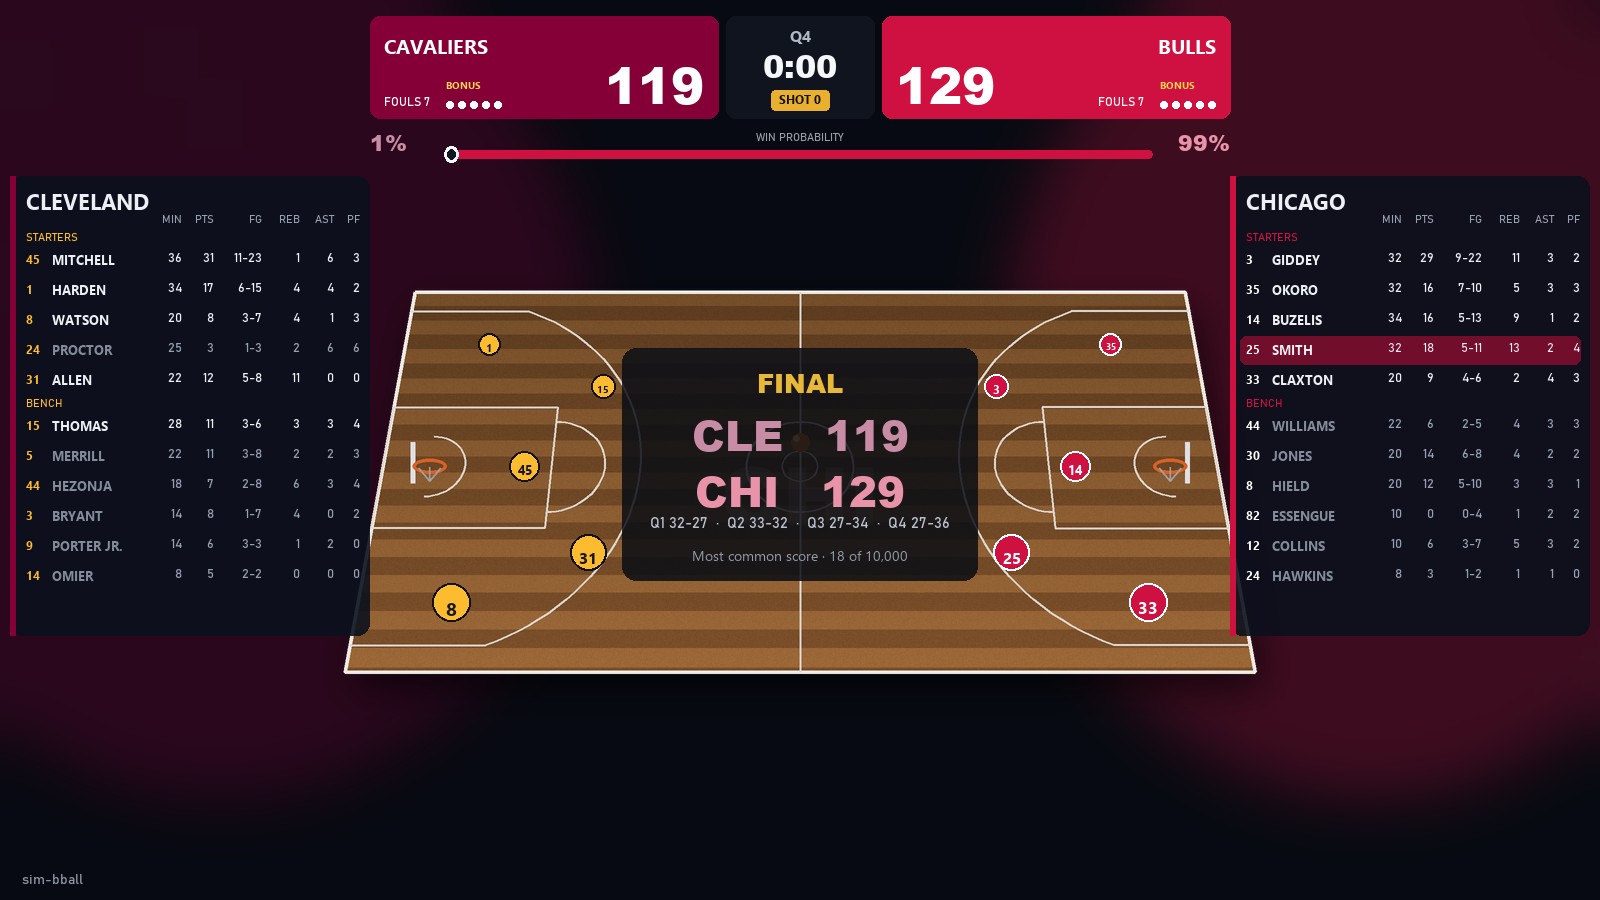 CAVALIERS
BONUS
FOULS 7
119
Q4
0:00
SHOT 0
BULLS
129
BONUS
FOULS 7
1%
WIN PROBABILITY
99%
CLEVELAND
MIN PTS FG REB AST PF
STARTERS
45 MITCHELL 36 31 11-23 1 6 3
1 HARDEN 34 17 6-15 4 4 2
8 WATSON 20 8 3-7 4 1 3
24 PROCTOR 25 3 1-3 2 6 6
31 ALLEN 22 12 5-8 11 0 0
BENCH
15 THOMAS 28 11 3-6 3 3 4
5 MERRILL 22 11 3-8 2 2 3
44 HEZONJA 18 7 2-8 6 3 4
3 BRYANT 14 8 1-7 4 0 2
9 PORTER JR. 14 6 3-3 1 2 0
14 OMIER 8 5 2-2 0 0 0
1
15
45
31
8
FINAL
CLE 119
CHI 129
Q1 32-27 · Q2 33-32 · Q3 27-34 · Q4 27-36
Most common score · 18 of 10,000
35
3
14
25
33
CHICAGO
MIN PTS FG REB AST PF
STARTERS
3 GIDDEY 32 29 9-22 11 3 2
35 OKORO 32 16 7-10 5 3 3
14 BUZELIS 34 16 5-13 9 1 2
25 SMITH 32 18 5-11 13 2 4
33 CLAXTON 20 9 4-6 2 4 3
BENCH
44 WILLIAMS 22 6 2-5 4 3 3
30 JONES 20 14 6-8 4 2 2
8 HIELD 20 12 5-10 3 3 1
82 ESSENGUE 10 0 0-4 1 2 2
12 COLLINS 10 6 3-7 5 3 2
24 HAWKINS 8 3 1-2 1 1 0
sim-bball